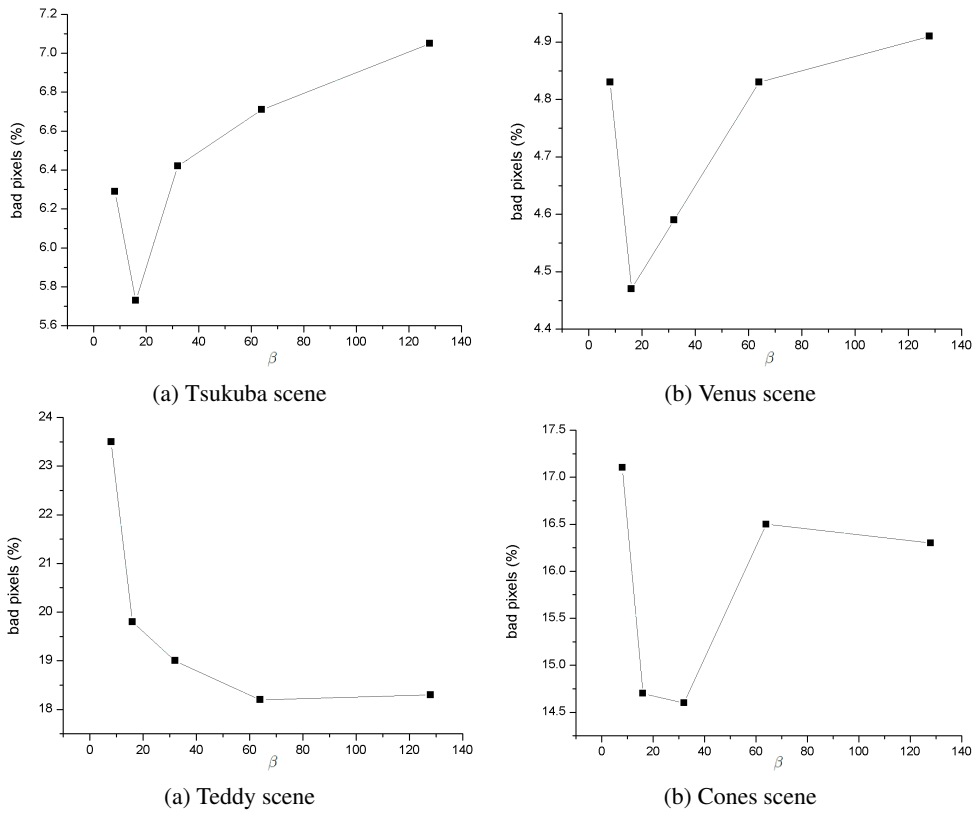 7.2
7.0
6.8
6.6
6.4
6.2
6.0
5.8
5.6
bad pixels (%)
0 20 40 60 80 100 120 140
β
(a) Tsukuba scene
4.9
4.8
4.7
4.6
4.5
4.4
bad pixels (%)
0 20 40 60 80 100 120 140
β
(b) Venus scene
24
23
22
21
20
19
18
bad pixels (%)
0 20 40 60 80 100 120 140
β
(a) Teddy scene
17.5
17.0
16.5
16.0
15.5
15.0
14.5
bad pixels (%)
0 20 40 60 80 100 120 140
β
(b) Cones scene